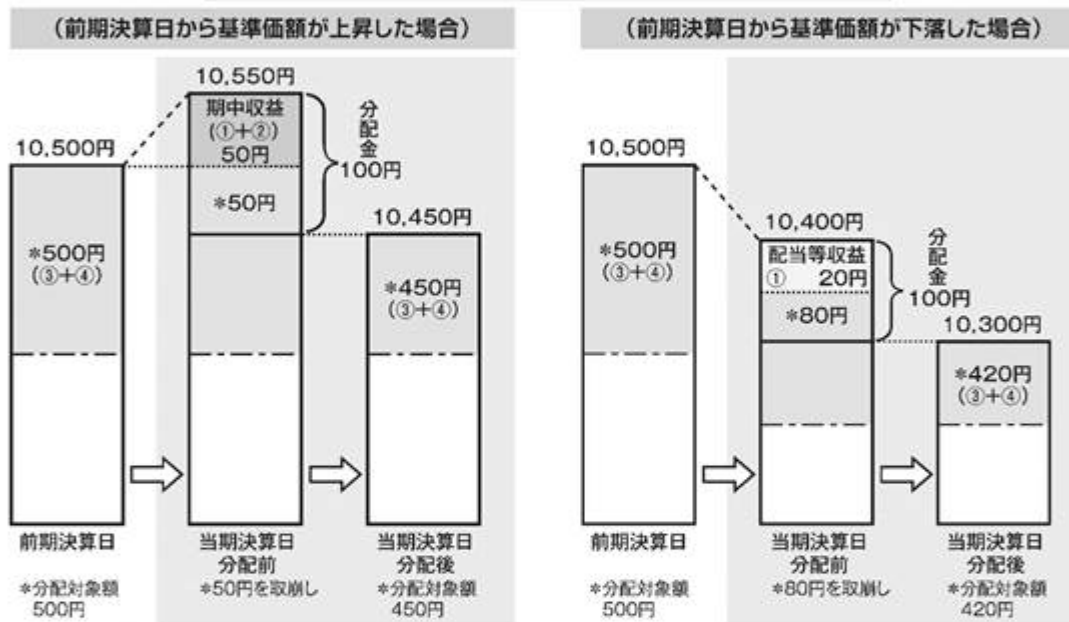 (前期決算日から基準価額が上昇した場合)
10,550円
期中収益
(①+②)
50円
*50円
分配金
100円
10,500円
*500円
(③+④)
10,450円
*450円
(③+④)
前期決算日
*分配対象額
500円
当期決算日
分配前
*50円を取崩し
当期決算日
分配後
*分配対象額
450円
(前期決算日から基準価額が下落した場合)
10,500円
*500円
(③+④)
10,400円
配当等収益
① 20円
*80円
分配金
100円
10,300円
*420円
(③+④)
前期決算日
*分配対象額
500円
当期決算日
分配前
*80円を取崩し
当期決算日
分配後
*分配対象額
420円